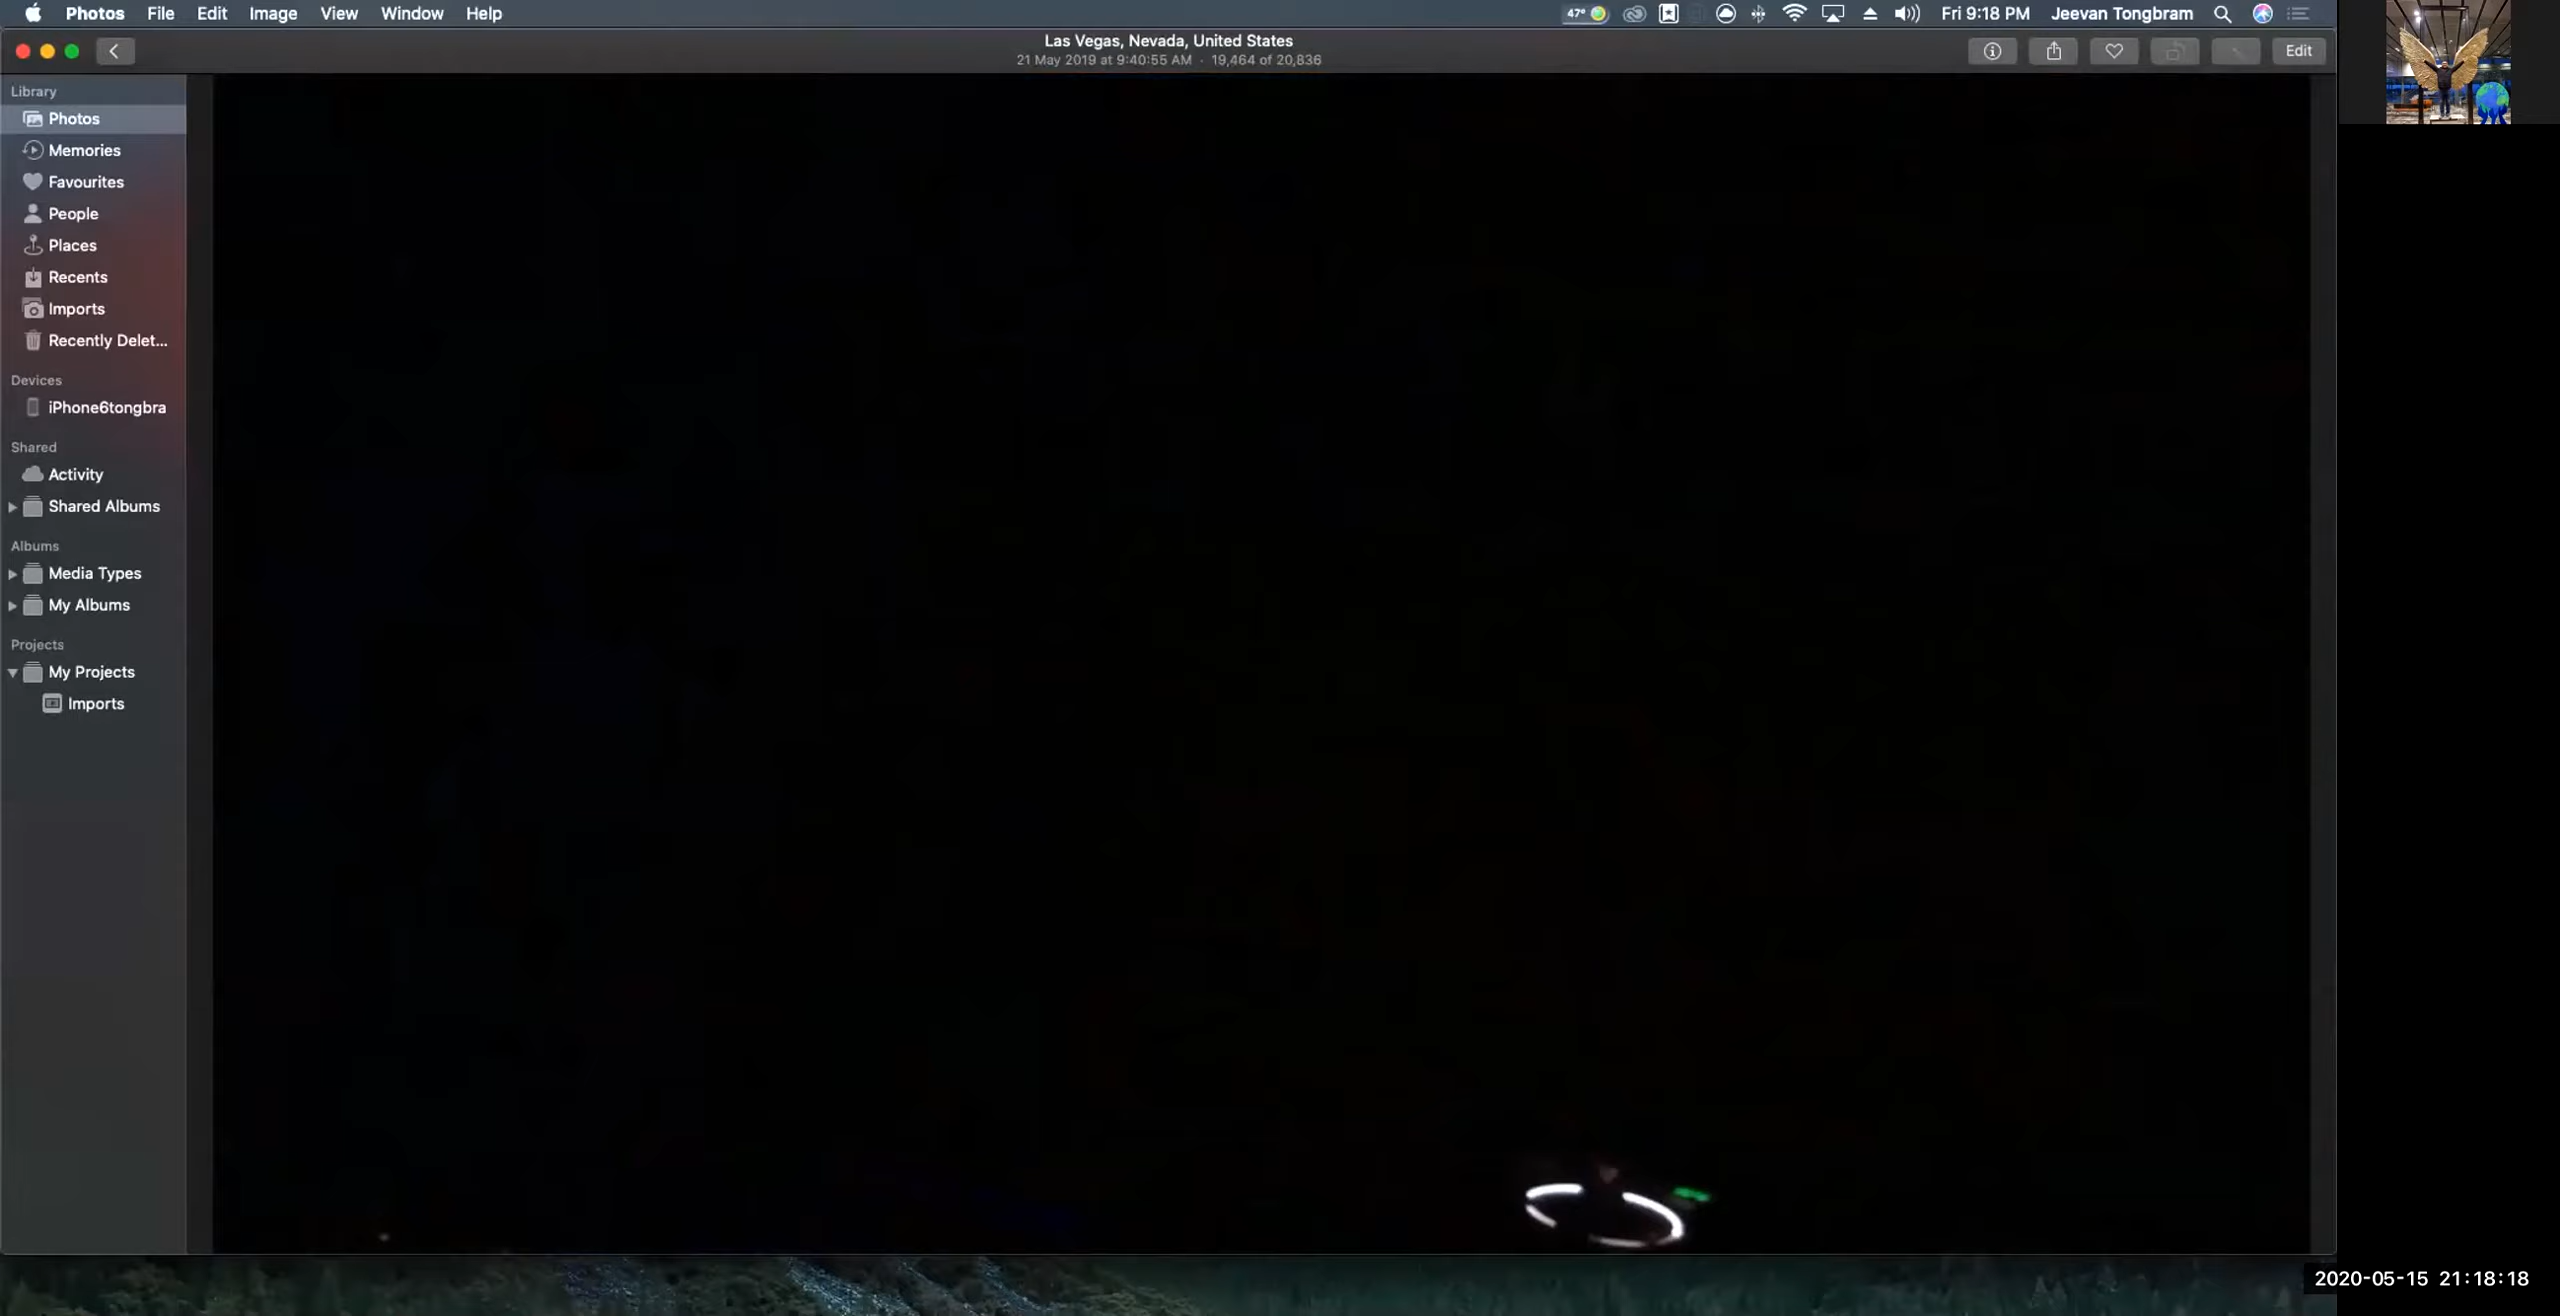 Photos File Edit Image View Window Help 47° Fri 9:18 PM Jeevan Tongbram
Las Vegas, Nevada, United States
21 May 2019 at 9:40:55 AM · 19,464 of 20,836
Edit
Library
Photos
Memories
Favourites
People
Places
Recents
Imports
Recently Delet...
Devices
iPhone6tongbra
Shared
Activity
Shared Albums
Albums
Media Types
My Albums
Projects
My Projects
Imports
2020-05-15 21:18:18